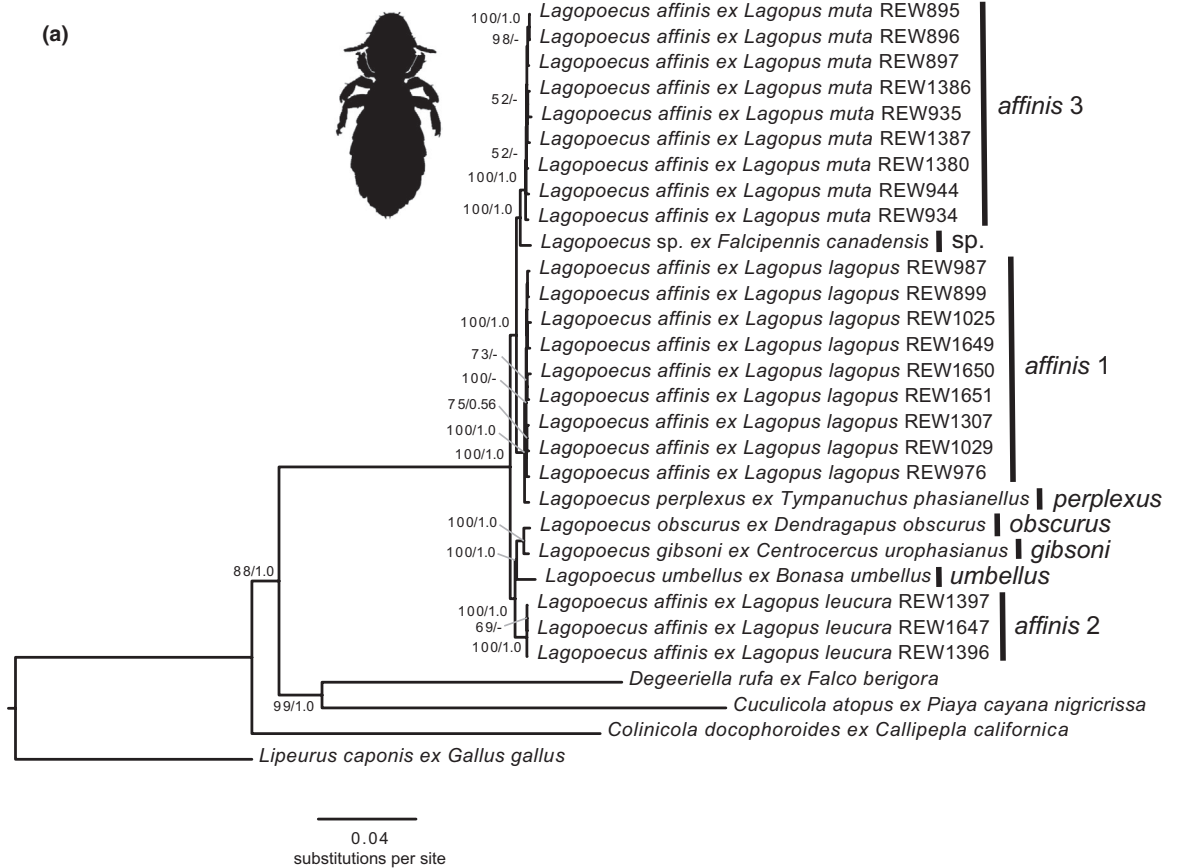 (a)
100/1.0
Lagopoecus affinis ex Lagopus muta REW895
98/-
Lagopoecus affinis ex Lagopus muta REW896
Lagopoecus affinis ex Lagopus muta REW897
Lagopoecus affinis ex Lagopus muta REW1386
52/-
Lagopoecus affinis ex Lagopus muta REW935
affinis 3
Lagopoecus affinis ex Lagopus muta REW1387
52/-
Lagopoecus affinis ex Lagopus muta REW1380
100/1.0
Lagopoecus affinis ex Lagopus muta REW944
100/1.0
Lagopoecus affinis ex Lagopus muta REW934
Lagopoecus sp. ex Falcipennis canadensis
sp.
Lagopoecus affinis ex Lagopus lagopus REW987
Lagopoecus affinis ex Lagopus lagopus REW899
100/1.0
Lagopoecus affinis ex Lagopus lagopus REW1025
Lagopoecus affinis ex Lagopus lagopus REW1649
73/-
Lagopoecus affinis ex Lagopus lagopus REW1650
affinis 1
100/-
Lagopoecus affinis ex Lagopus lagopus REW1651
75/0.56
Lagopoecus affinis ex Lagopus lagopus REW1307
100/1.0
Lagopoecus affinis ex Lagopus lagopus REW1029
100/1.0
Lagopoecus affinis ex Lagopus lagopus REW976
Lagopoecus perplexus ex Tympanuchus phasianellus
perplexus
100/1.0
Lagopoecus obscurus ex Dendragapus obscurus
obscurus
100/1.0
Lagopoecus gibsoni ex Centrocercus urophasianus
gibsoni
88/1.0
Lagopoecus umbellus ex Bonasa umbellus
umbellus
100/1.0
Lagopoecus affinis ex Lagopus leucura REW1397
69/-
Lagopoecus affinis ex Lagopus leucura REW1647
affinis 2
100/1.0
Lagopoecus affinis ex Lagopus leucura REW1396
Degeeriella rufa ex Falco berigora
99/1.0
Cuculicola atopus ex Piaya cayana nigricrissa
Colinicola docophoroides ex Callipepla californica
Lipeurus caponis ex Gallus gallus
0.04
substitutions per site